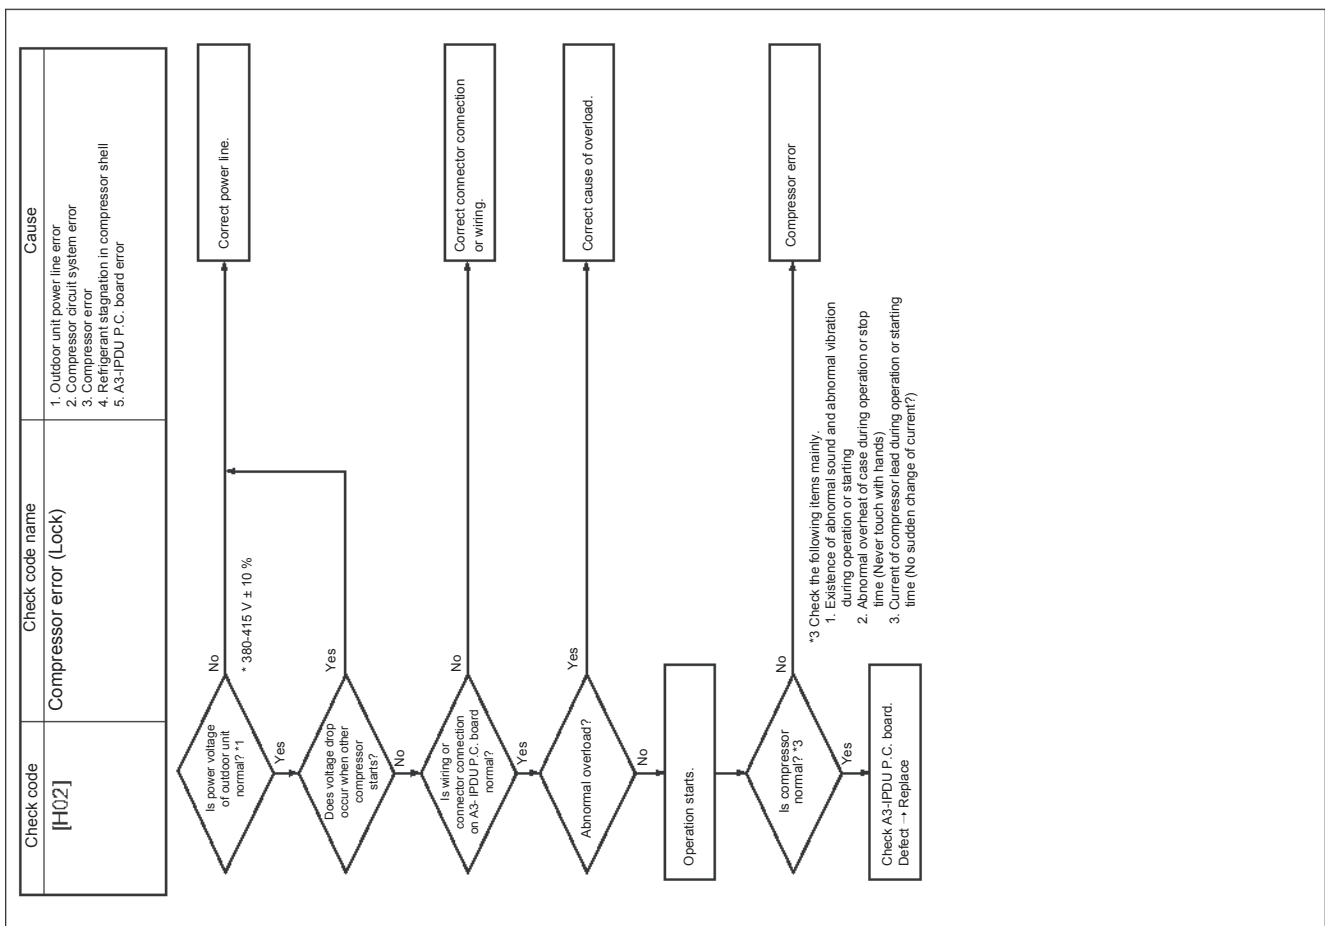 Check code
Check code name
Cause
[H02]
Compressor error (Lock)
1. Outdoor unit power line error
2. Compressor circuit system error
3. Compressor error
4. Refrigerant stagnation in compressor shell
5. A3-IPDU P.C. board error
Is power voltage
of outdoor unit
normal? *1
No
* 380-415 V ± 10 %
Correct power line.
Yes
Does voltage drop
occur when other
compressor
starts?
Yes
No
Is wiring or
connector connection
on A3- IPDU P.C. board
normal?
No
Correct connector connection
or wiring.
Yes
Abnormal overload?
Yes
Correct cause of overload.
No
Operation starts.
Is compressor
normal? *3
No
Compressor error
*3 Check the following items mainly.
1. Existence of abnormal sound and abnormal vibration
during operation or starting
2. Abnormal overheat of case during operation or stop
time (Never touch with hands)
3. Current of compressor lead during operation or starting
time (No sudden change of current?)
Yes
Check A3-IPDU P.C. board.
Defect → Replace